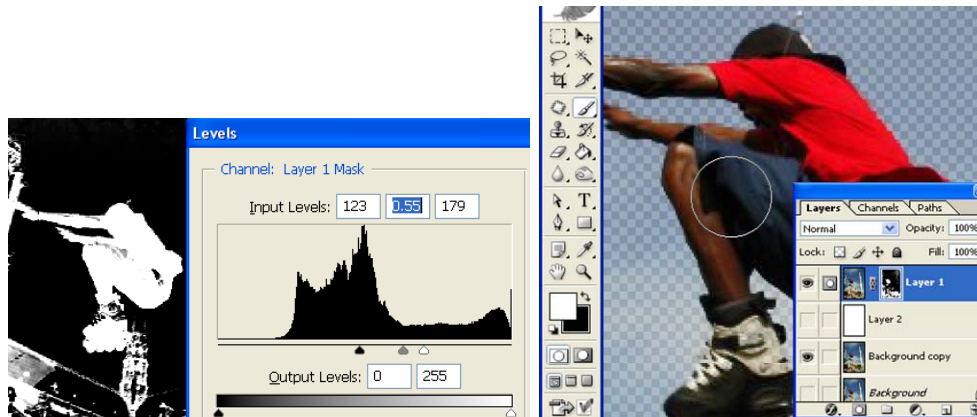 Levels
Channel: Layer 1 Mask
Input Levels: 123 0.55 179
Output Levels: 0 255
T.
Layers Channels Paths
Normal Opacity: 100%
Lock: Fill: 100%
Layer 1
Layer 2
Background copy
Background